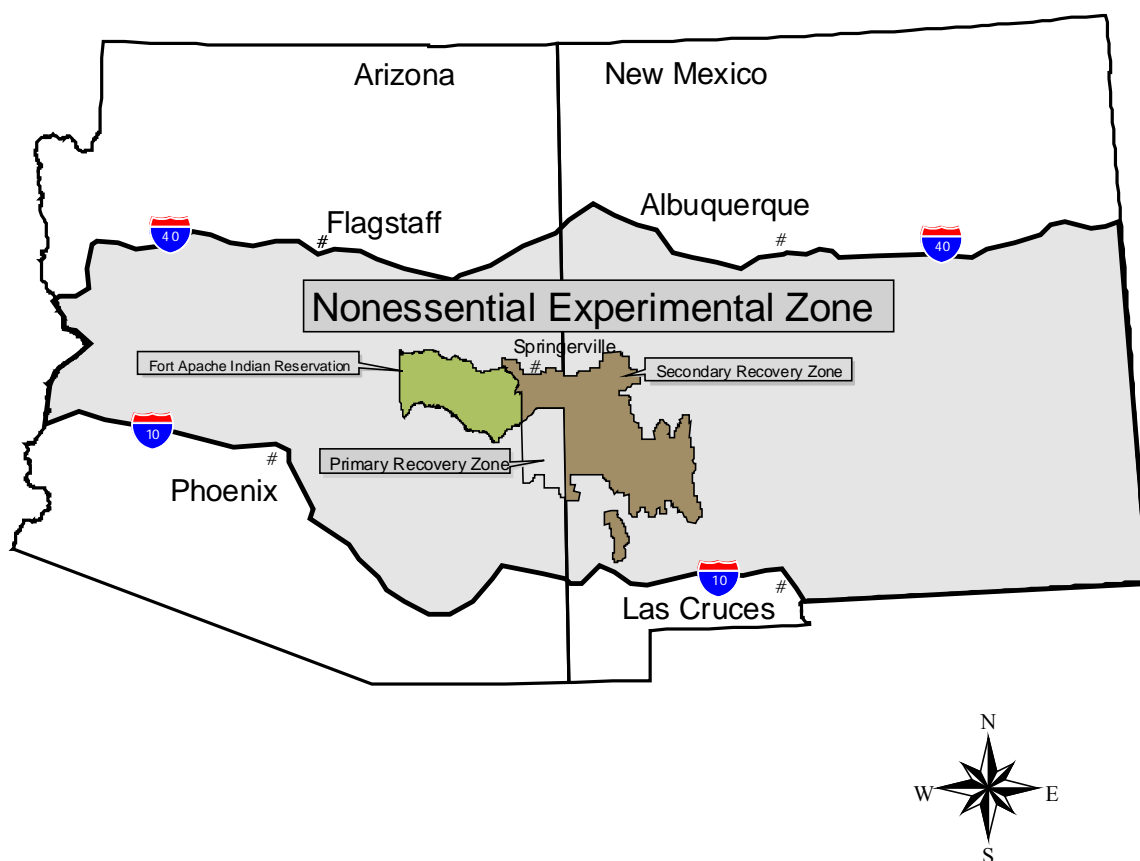 Arizona
New Mexico
Flagstaff
Albuquerque
40
#
#
40
Nonessential Experimental Zone
Springerville
#
Fort Apache Indian Reservation
Secondary Recovery Zone
10
#
Primary Recovery Zone
Phoenix
10
#
Las Cruces
N
W
E
S